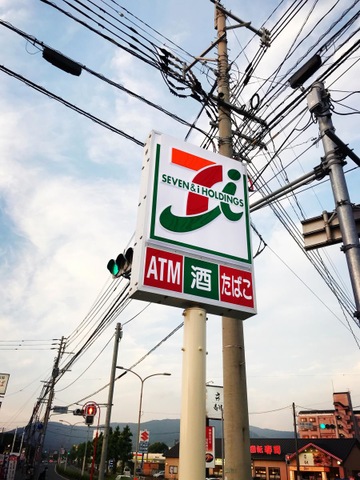 SEVEN & i HOLDINGS
ATM 酒 たばこ